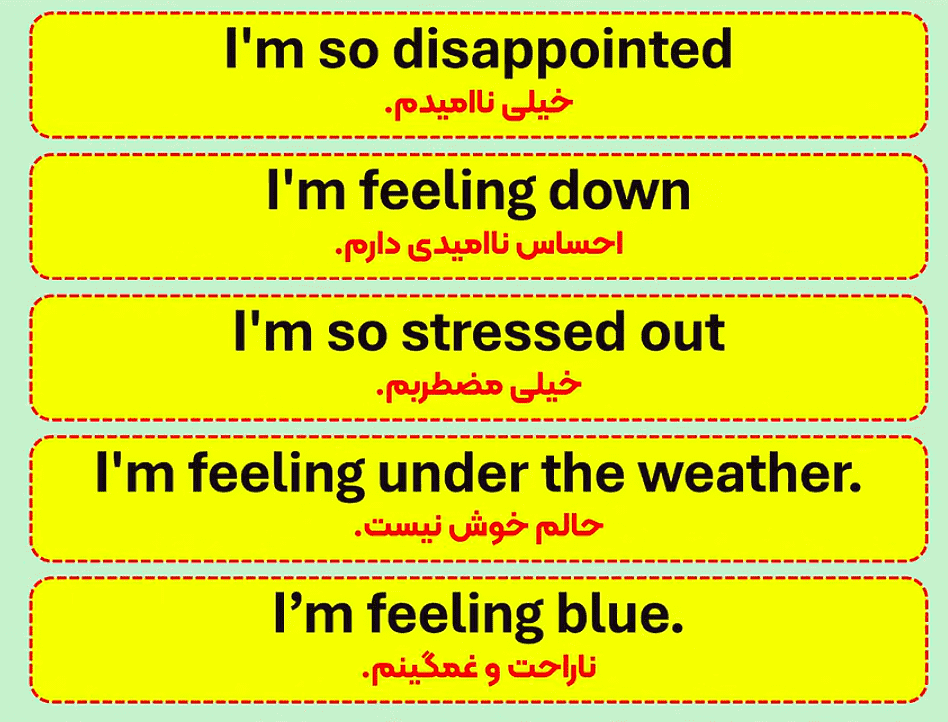 I'm so disappointed
خیلی ناامیدم.
I'm feeling down
احساس ناامیدی دارم.
I'm so stressed out
خیلی مضطربم.
I'm feeling under the weather.
حالم خوش نیست.
I’m feeling blue.
ناراحت و غمگینم.